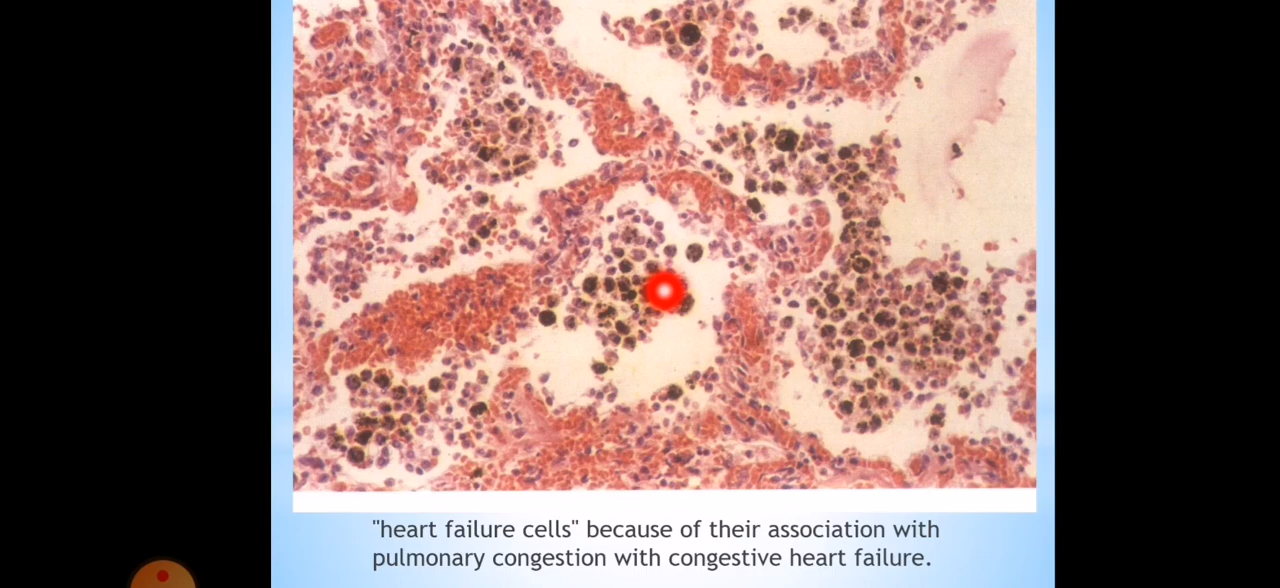 "heart failure cells" because of their association with
pulmonary congestion with congestive heart failure.